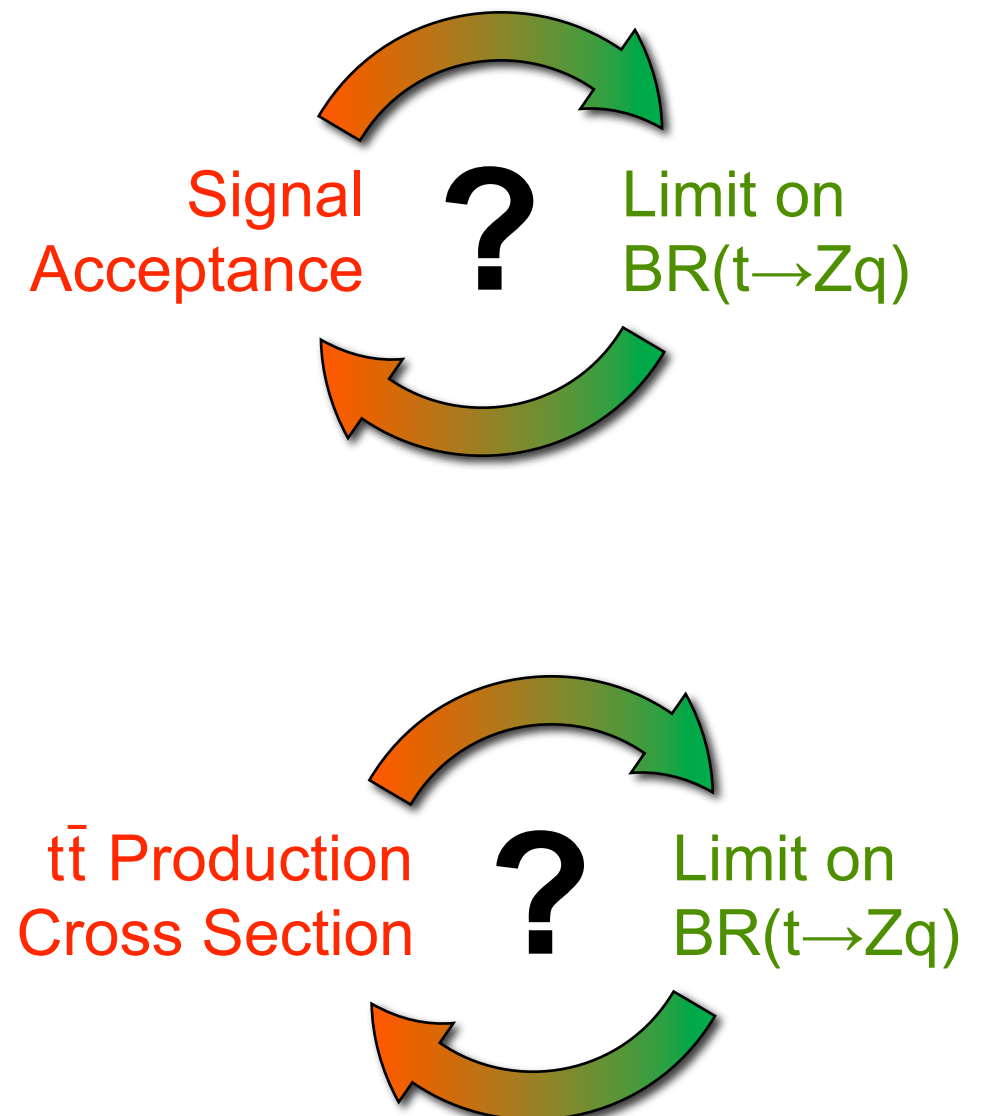 Signal
Acceptance
?
Limit on
BR(t→Zq)
tt̄ Production
Cross Section
?
Limit on
BR(t→Zq)